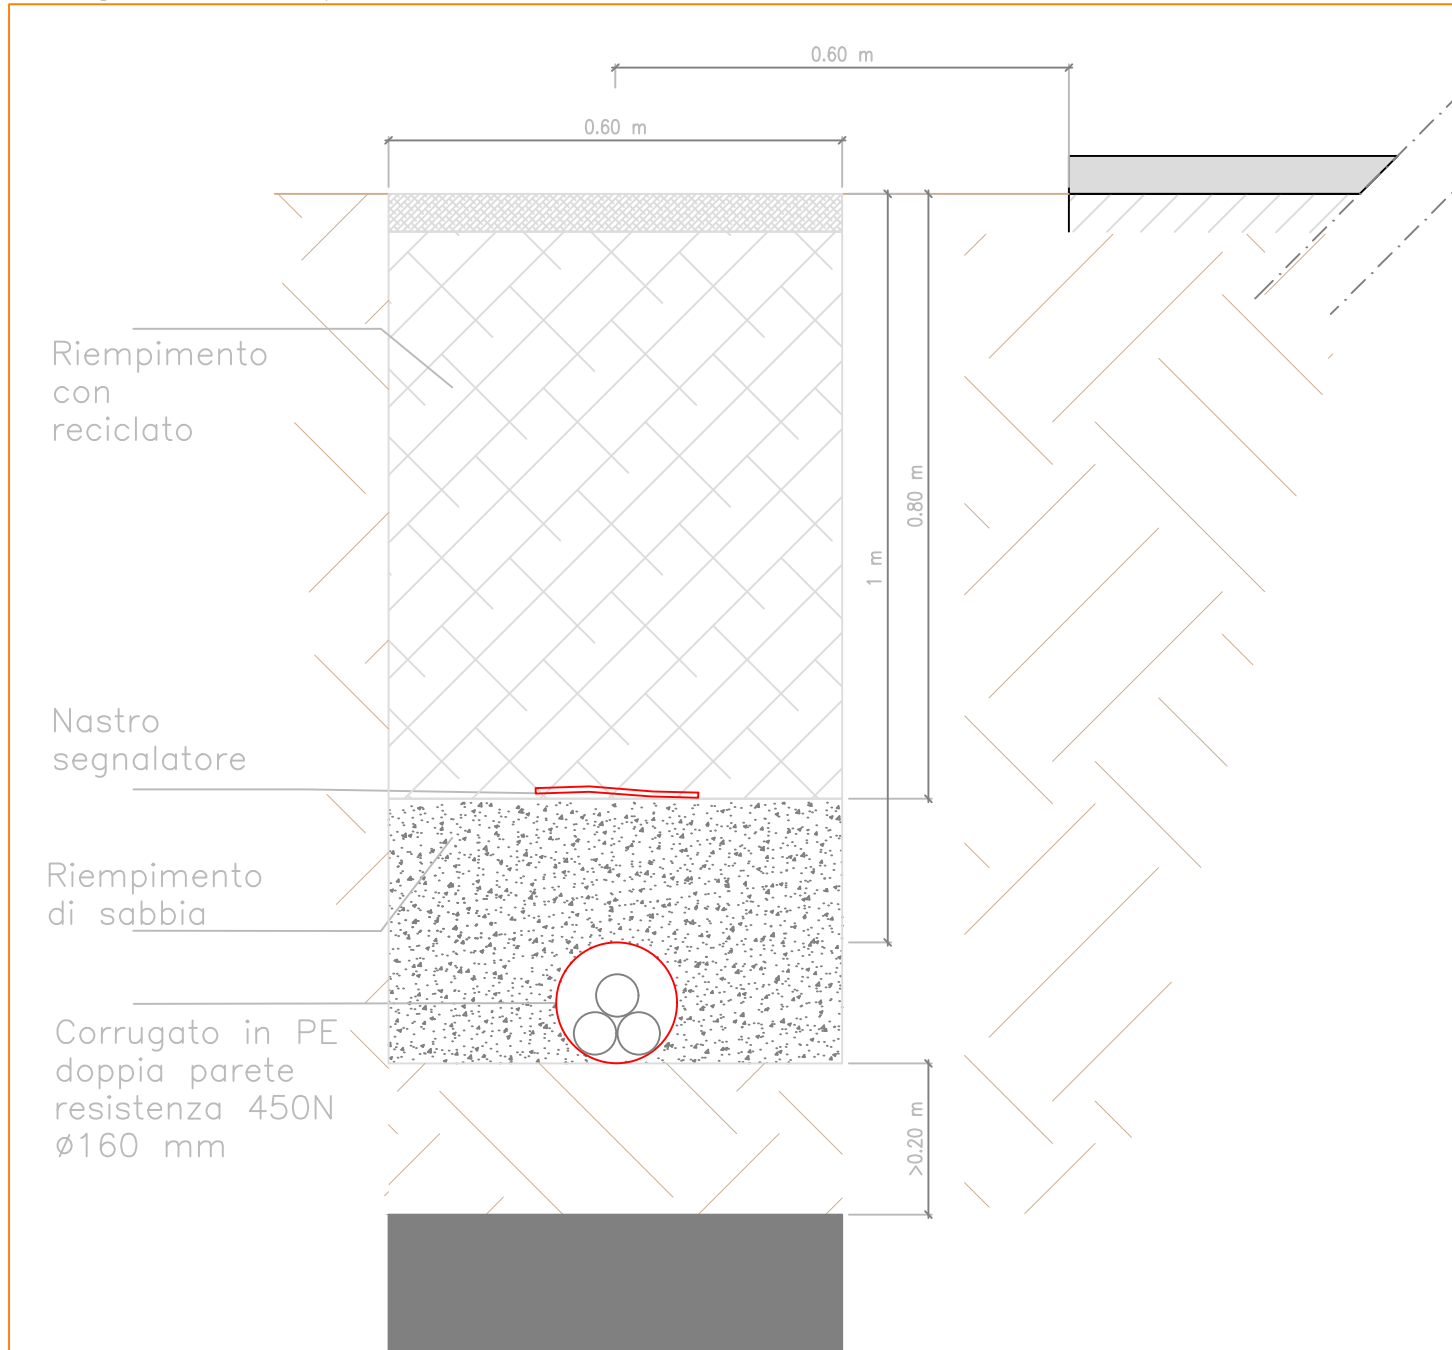 0.60 m
0.60 m
Riempimento
con
reciclato
0.80 m
1 m
Nastro
segnalatore
Riempimento
di sabbia
Corrugato in PE
doppia parete
resistenza 450N
Ø160 mm
>0.20 m